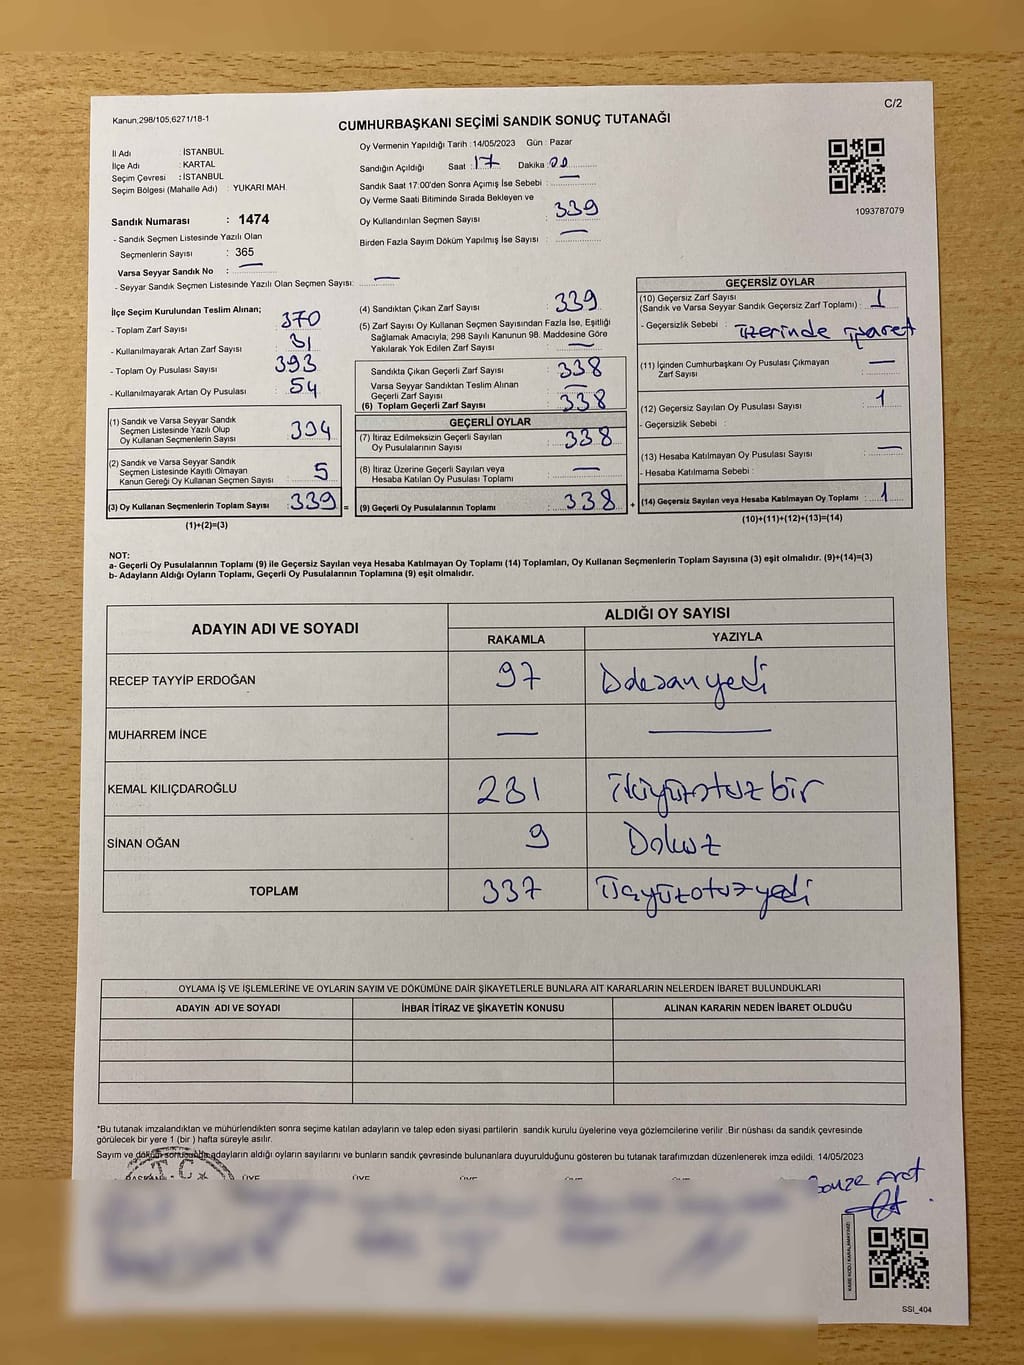 Kanun,298/105,6271/18-1
C/2
CUMHURBAŞKANI SEÇİMİ SANDIK SONUÇ TUTANAĞI
İl Adı : İSTANBUL
İlçe Adı : KARTAL
Seçim Çevresi : İSTANBUL
Seçim Bölgesi (Mahalle Adı) : YUKARI MAH.
Sandık Numarası : 1474
- Sandık Seçmen Listesinde Yazılı Olan
Seçmenlerin Sayısı : 365
Varsa Seyyar Sandık No : —
- Seyyar Sandık Seçmen Listesinde Yazılı Olan Seçmen Sayısı: —
Oy Vermenin Yapıldığı Tarih : 14/05/2023 Gün : Pazar
Sandığın Açıldığı Saat : 17 Dakika : 00
Sandık Saat 17:00'den Sonra Açımış İse Sebebi : —
Oy Verme Saati Bitiminde Sırada Bekleyen ve
Oy Kullandırılan Seçmen Sayısı : 339
Birden Fazla Sayım Döküm Yapılmış İse Sayısı : —
1093787079
İlçe Seçim Kurulundan Teslim Alınan;
- Toplam Zarf Sayısı : 370
- Kullanılmayarak Artan Zarf Sayısı : 31
- Toplam Oy Pusulası Sayısı : 393
- Kullanılmayarak Artan Oy Pusulası : 54
(1) Sandık ve Varsa Seyyar Sandık
Seçmen Listesinde Yazılı Olup
Oy Kullanan Seçmenlerin Sayısı : 334
(2) Sandık ve Varsa Seyyar Sandık
Seçmen Listesinde Kayıtlı Olmayan
Kanun Gereği Oy Kullanan Seçmen Sayısı : 5
(3) Oy Kullanan Seçmenlerin Toplam Sayısı : 339 =
(1)+(2)=(3)
(4) Sandıktan Çıkan Zarf Sayısı : 339
(5) Zarf Sayısı Oy Kullanan Seçmen Sayısından Fazla İse, Eşitliği
Sağlamak Amacıyla, 298 Sayılı Kanunun 98. Maddesine Göre
Yakılarak Yok Edilen Zarf Sayısı : —
Sandıkta Çıkan Geçerli Zarf Sayısı : 338
Varsa Seyyar Sandıktan Teslim Alınan
Geçerli Zarf Sayısı : —
(6) Toplam Geçerli Zarf Sayısı : 338
GEÇERLİ OYLAR
(7) İtiraz Edilmeksizin Geçerli Sayılan
Oy Pusulalarının Sayısı : 338
(8) İtiraz Üzerine Geçerli Sayılan veya
Hesaba Katılan Oy Pusulası Toplamı : —
(9) Geçerli Oy Pusulalarının Toplamı : 338 +
GEÇERSİZ OYLAR
(10) Geçersiz Zarf Sayısı
(Sandık ve Varsa Seyyar Sandık Geçersiz Zarf Toplamı) : 1
- Geçersizlik Sebebi : üzerinde işaret
(11) İçinden Cumhurbaşkanı Oy Pusulası Çıkmayan
Zarf Sayısı : —
(12) Geçersiz Sayılan Oy Pusulası Sayısı : 1
- Geçersizlik Sebebi :
(13) Hesaba Katılmayan Oy Pusulası Sayısı : —
- Hesaba Katılmama Sebebi :
(14) Geçersiz Sayılan veya Hesaba Katılmayan Oy Toplamı : 1
(10)+(11)+(12)+(13)=(14)
NOT:
a- Geçerli Oy Pusulalarının Toplamı (9) ile Geçersiz Sayılan veya Hesaba Katılmayan Oy Toplamı (14) Toplamları, Oy Kullanan Seçmenlerin Toplam Sayısına (3) eşit olmalıdır. (9)+(14)=(3)
b- Adayların Aldığı Oyların Toplamı, Geçerli Oy Pusulalarının Toplamına (9) eşit olmalıdır.
ADAYIN ADI VE SOYADI ALDIĞI OY SAYISI
RAKAMLA YAZIYLA
RECEP TAYYİP ERDOĞAN 97 Doksanyedi
MUHARREM İNCE — —
KEMAL KILIÇDAROĞLU 231 ikiyüzotuz bir
SİNAN OĞAN 9 Dokuz
TOPLAM 337 Üçyüzotuzyedi
OYLAMA İŞ VE İŞLEMLERİNE VE OYLARIN SAYIM VE DÖKÜMÜNE DAİR ŞİKAYETLERLE BUNLARA AİT KARARLARIN NELERDEN İBARET BULUNDUKLARI
ADAYIN ADI VE SOYADI İHBAR İTİRAZ VE ŞİKAYETİN KONUSU ALINAN KARARIN NEDEN İBARET OLDUĞU
*Bu tutanak imzalandıktan ve mühürlendikten sonra seçime katılan adayların ve talep eden siyasi partilerin sandık kurulu üyelerine veya gözlemcilerine verilir .Bir nüshası da sandık çevresinde
görülecek bir yere 1 (bir ) hafta süreyle asılır.
Sayım ve döküm sonucunda adayların aldığı oyların sayılarını ve bunların sandık çevresinde bulunanlara duyurulduğunu gösteren bu tutanak tarafımızdan düzenlenerek imza edildi. 14/05/2023
T.C.
BAŞKAN ÜYE ÜYE ÜYE ÜYE
KARE KODU KARALAMAYINIZ!
SSI_404